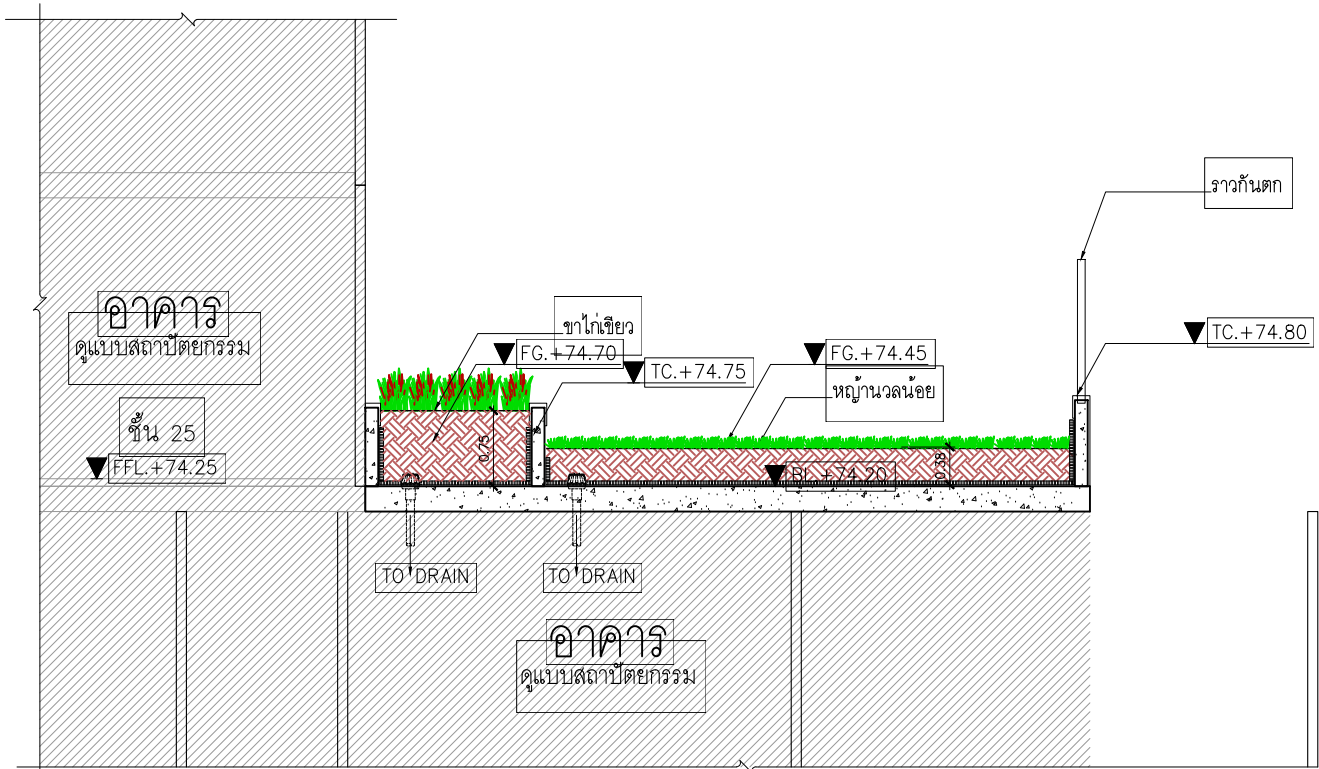 ราวกันตก
อาคาร
ดูแบบสถาปัตยกรรม
ขาไก่เขียว
TC.+74.80
FG.+74.70
FG.+74.45
TC.+74.75
หญ้านวลน้อย
ชั้น 25
FFL.+74.25
0.75
0.38
BL.+74.20
TO DRAIN
TO DRAIN
อาคาร
ดูแบบสถาปัตยกรรม